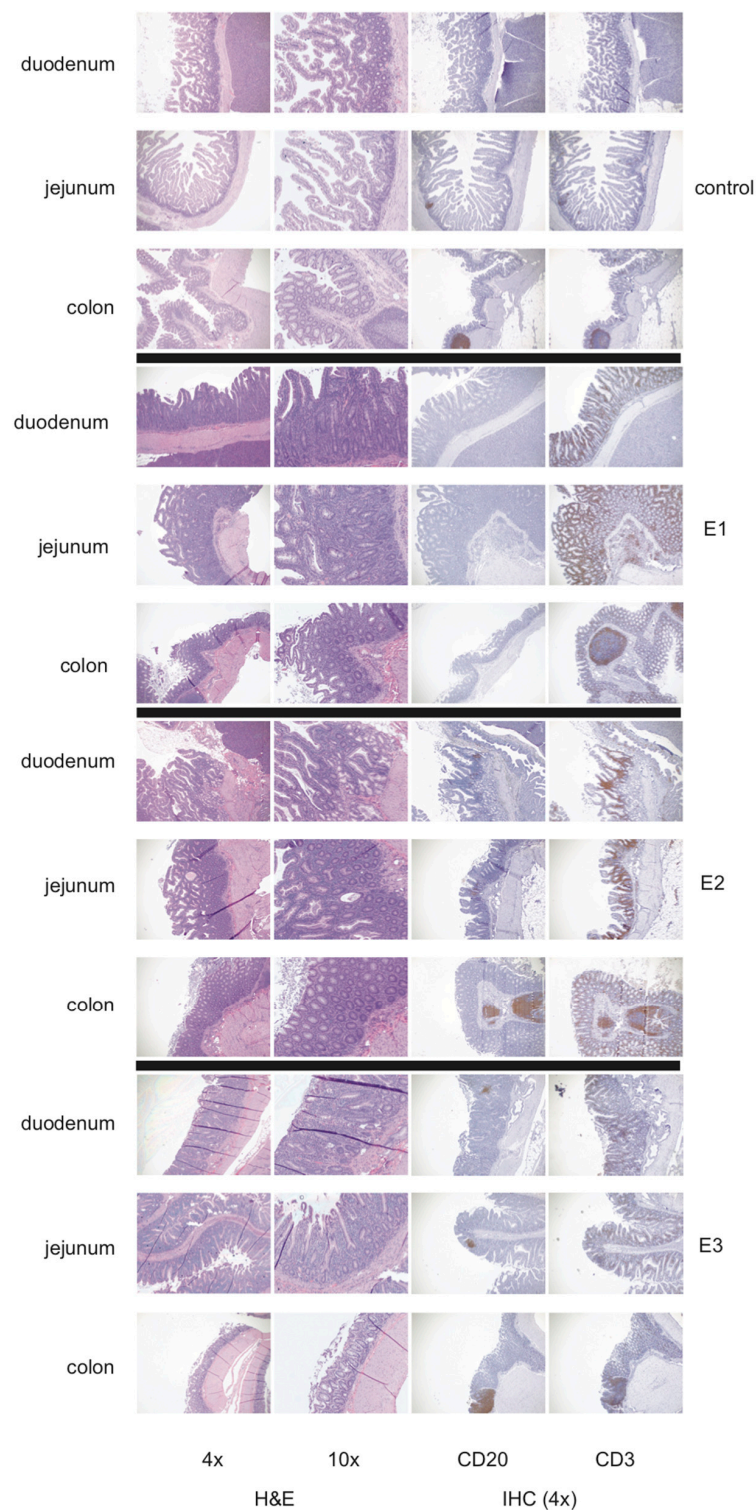 duodenum
jejunum
control
colon
duodenum
jejunum
E1
colon
duodenum
jejunum
E2
colon
duodenum
jejunum
E3
colon
4x
10x
CD20
CD3
H&E
IHC (4x)